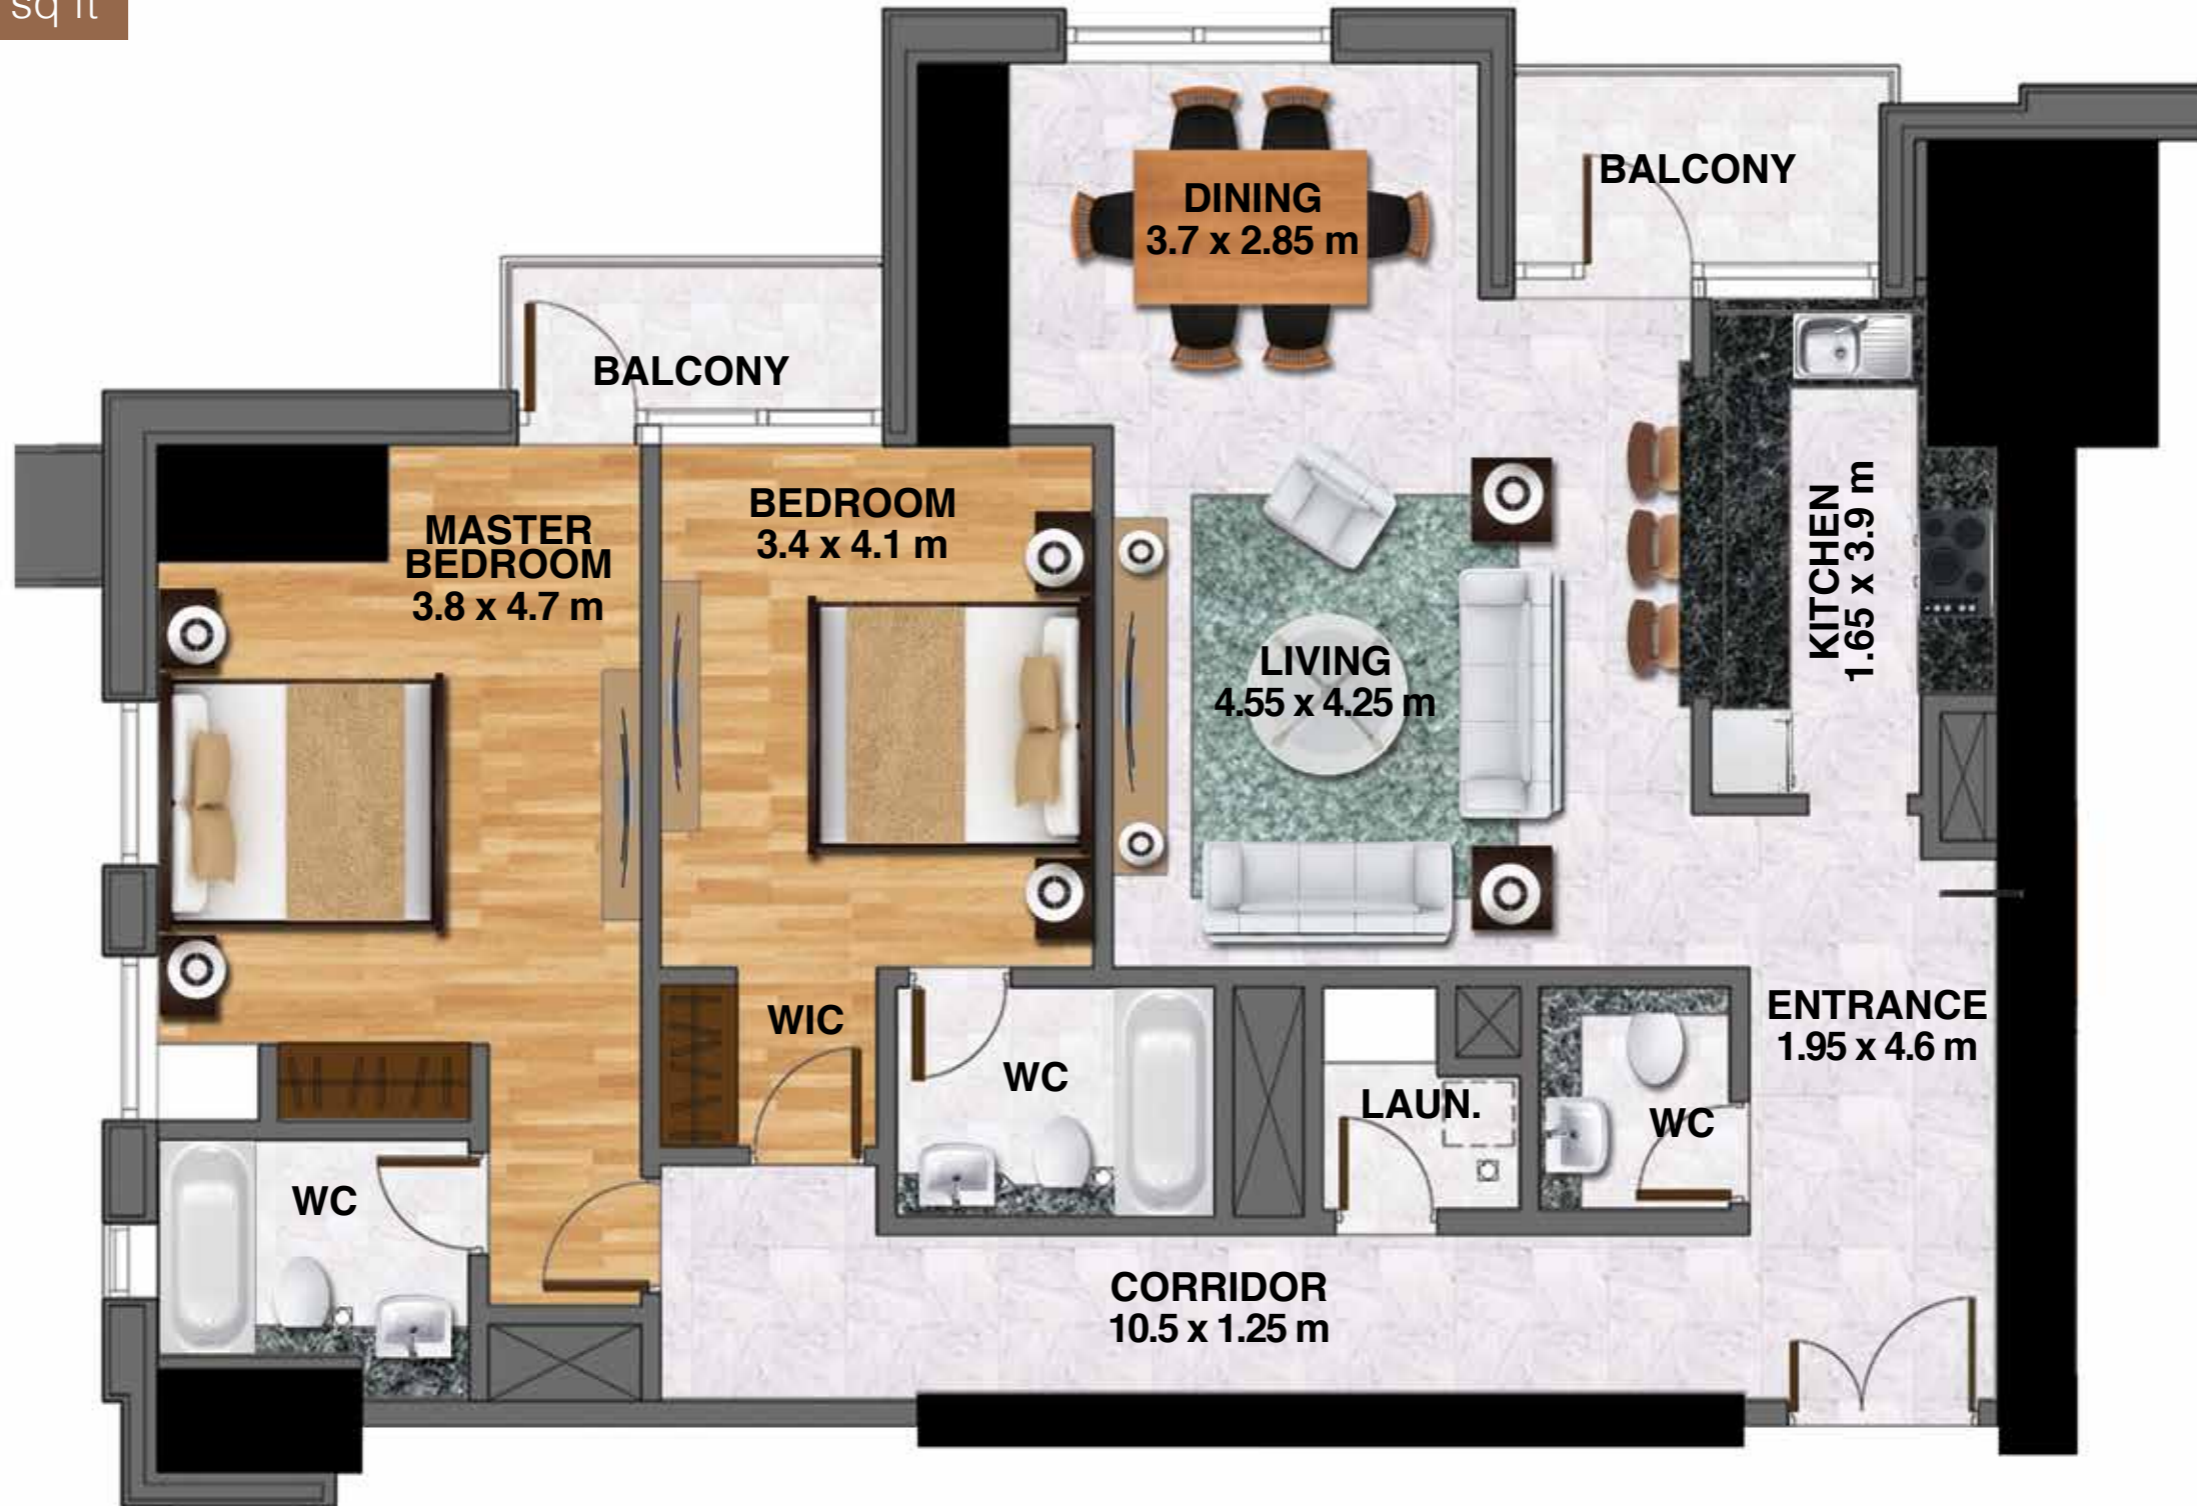 sq ft
DINING
3.7 x 2.85 m
BALCONY
BALCONY
MASTER
BEDROOM
3.8 x 4.7 m
BEDROOM
3.4 x 4.1 m
KITCHEN
1.65 x 3.9 m
LIVING
4.55 x 4.25 m
WIC
WC
LAUN.
WC
ENTRANCE
1.95 x 4.6 m
WC
CORRIDOR
10.5 x 1.25 m